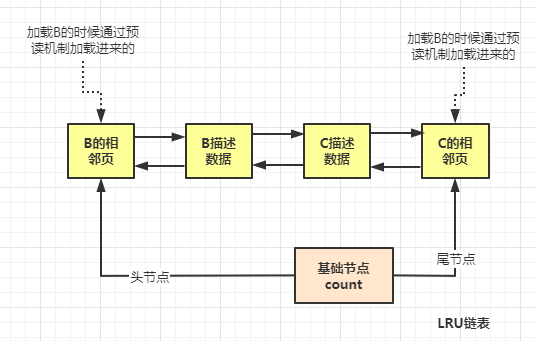 加载B的时候通过预
读机制加载进来的
加载B的时候通过预
读机制加载进来的
B的相
邻页
B描述
数据
C描述
数据
C的相
邻页
头节点
基础节点
count
尾节点
LRU链表